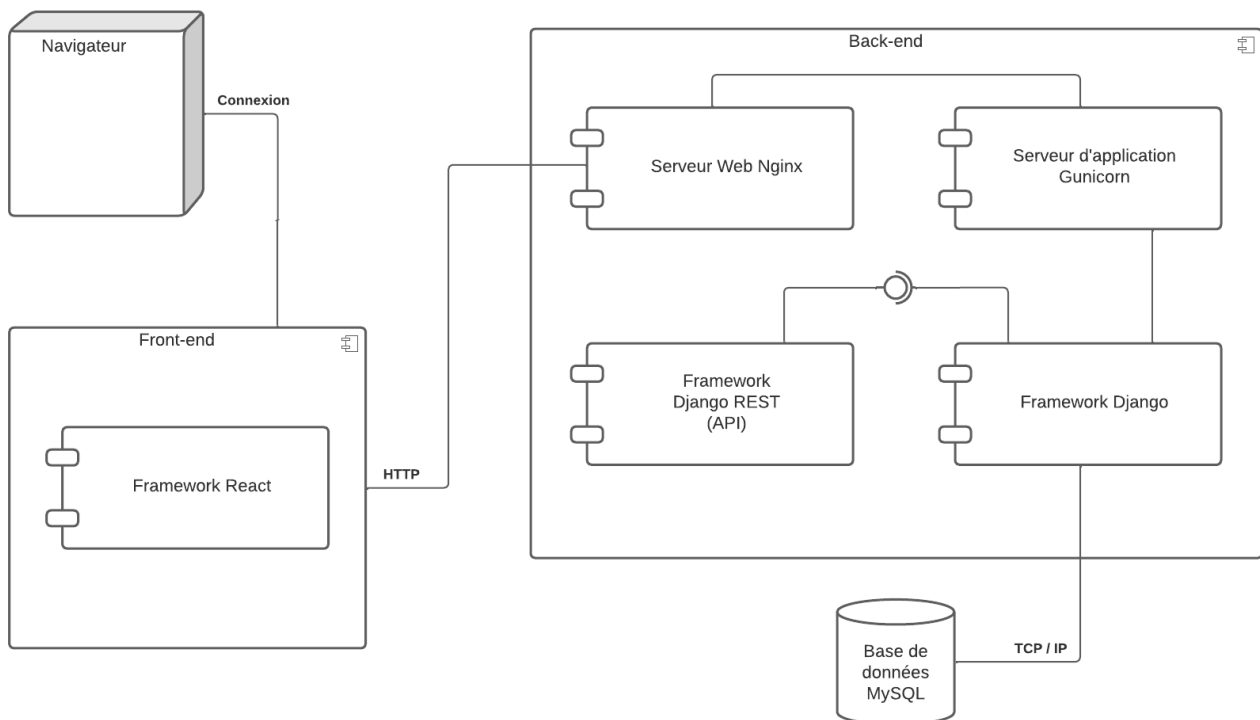 Navigateur
Connexion
Back-end
Serveur Web Nginx
Serveur d'application
Gunicorn
Front-end
Framework React
HTTP
Framework
Django REST
(API)
Framework Django
TCP / IP
Base de
données
MySQL